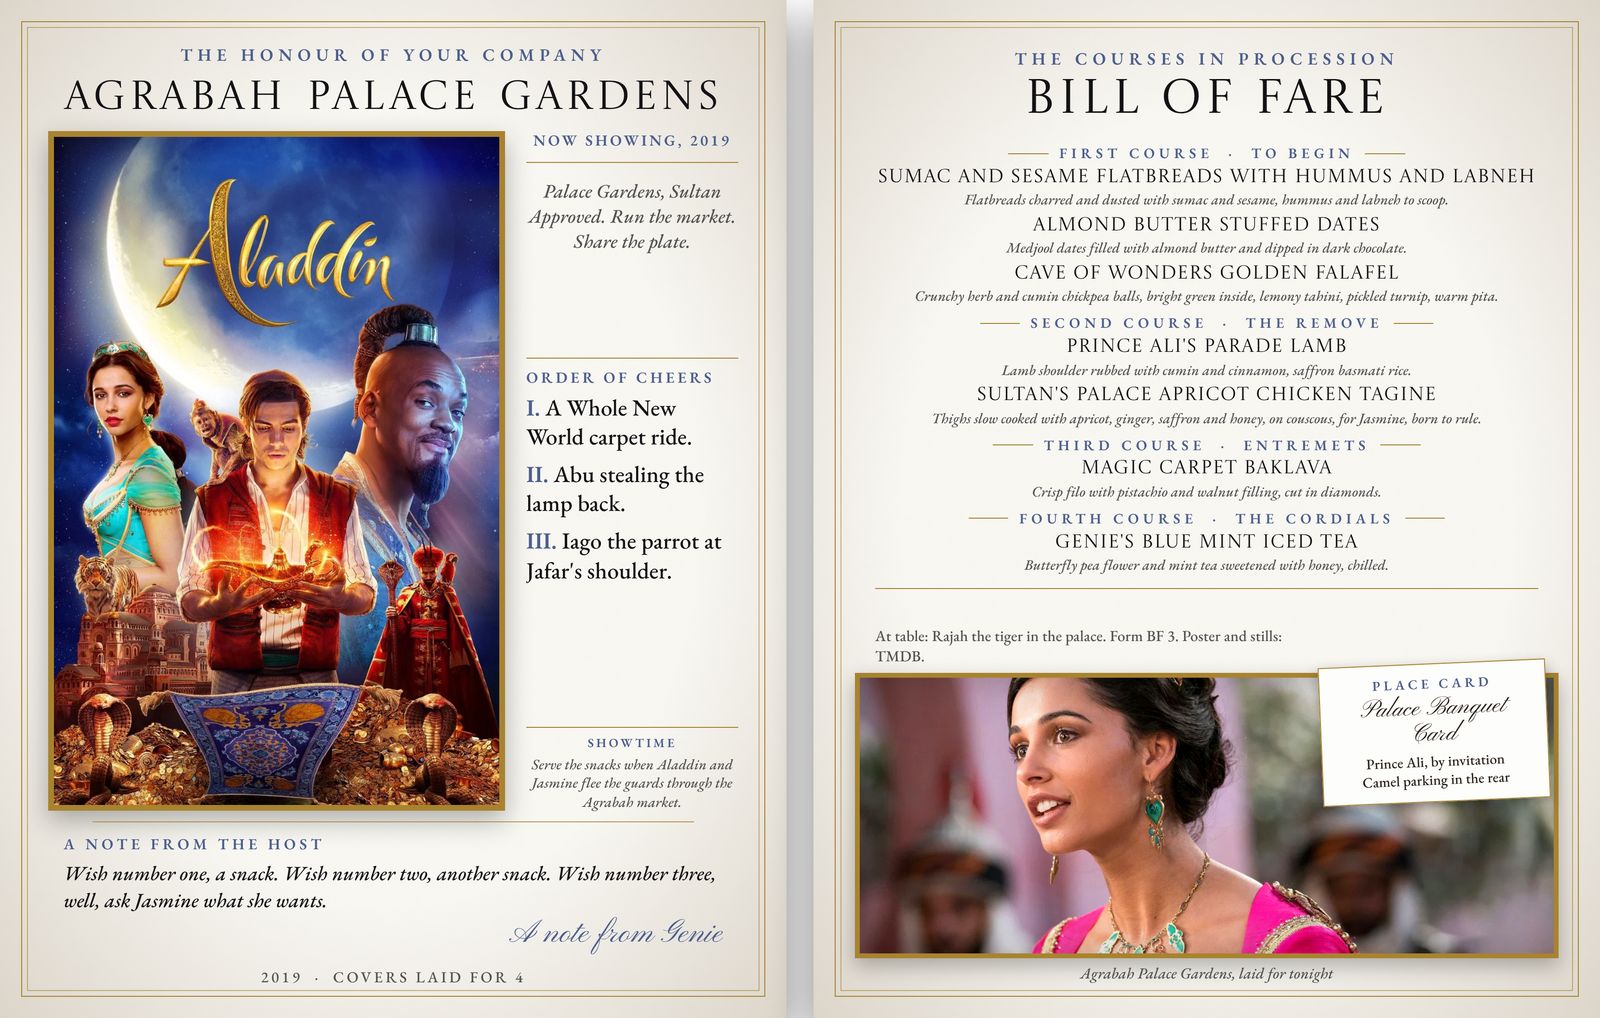 THE HONOUR OF YOUR COMPANY
AGRABAH PALACE GARDENS
Aladdin
NOW SHOWING, 2019
Palace Gardens, Sultan
Approved. Run the market.
Share the plate.
ORDER OF CHEERS
I. A Whole New
World carpet ride.
II. Abu stealing the
lamp back.
III. Iago the parrot at
Jafar's shoulder.
SHOWTIME
Serve the snacks when Aladdin and
Jasmine flee the guards through the
Agrabah market.
A NOTE FROM THE HOST
Wish number one, a snack. Wish number two, another snack. Wish number three,
well, ask Jasmine what she wants.
A note from Genie
2019 · COVERS LAID FOR 4
THE COURSES IN PROCESSION
BILL OF FARE
FIRST COURSE · TO BEGIN
SUMAC AND SESAME FLATBREADS WITH HUMMUS AND LABNEH
Flatbreads charred and dusted with sumac and sesame, hummus and labneh to scoop.
ALMOND BUTTER STUFFED DATES
Medjool dates filled with almond butter and dipped in dark chocolate.
CAVE OF WONDERS GOLDEN FALAFEL
Crunchy herb and cumin chickpea balls, bright green inside, lemony tahini, pickled turnip, warm pita.
SECOND COURSE · THE REMOVE
PRINCE ALI'S PARADE LAMB
Lamb shoulder rubbed with cumin and cinnamon, saffron basmati rice.
SULTAN'S PALACE APRICOT CHICKEN TAGINE
Thighs slow cooked with apricot, ginger, saffron and honey, on couscous, for Jasmine, born to rule.
THIRD COURSE · ENTREMETS
MAGIC CARPET BAKLAVA
Crisp filo with pistachio and walnut filling, cut in diamonds.
FOURTH COURSE · THE CORDIALS
GENIE'S BLUE MINT ICED TEA
Butterfly pea flower and mint tea sweetened with honey, chilled.
At table: Rajah the tiger in the palace. Form BF 3. Poster and stills:
TMDB.
PLACE CARD
Palace Banquet
Card
Prince Ali, by invitation
Camel parking in the rear
Agrabah Palace Gardens, laid for tonight